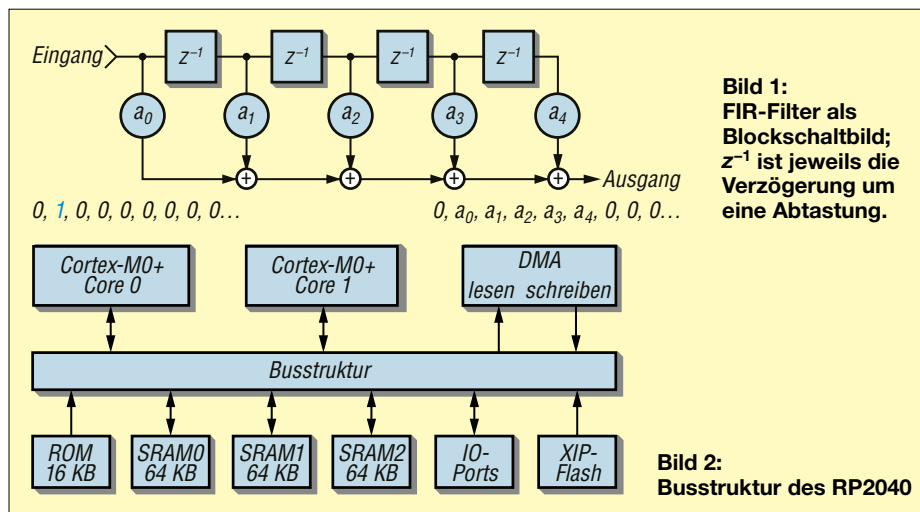 Eingang
z⁻¹ z⁻¹ z⁻¹ z⁻¹
a₀ a₁ a₂ a₃ a₄
+ + + + Ausgang
0, 1, 0, 0, 0, 0, 0, 0, 0…
0, a₀, a₁, a₂, a₃, a₄, 0, 0, 0…
Bild 1:
FIR-Filter als
Blockschaltbild;
z⁻¹ ist jeweils die
Verzögerung um
eine Abtastung.
Cortex-M0+
Core 0
Cortex-M0+
Core 1
DMA
lesen schreiben
Busstruktur
ROM
16 KB
SRAM0
64 KB
SRAM1
64 KB
SRAM2
64 KB
IO-
Ports
XIP-
Flash
Bild 2:
Busstruktur des RP2040